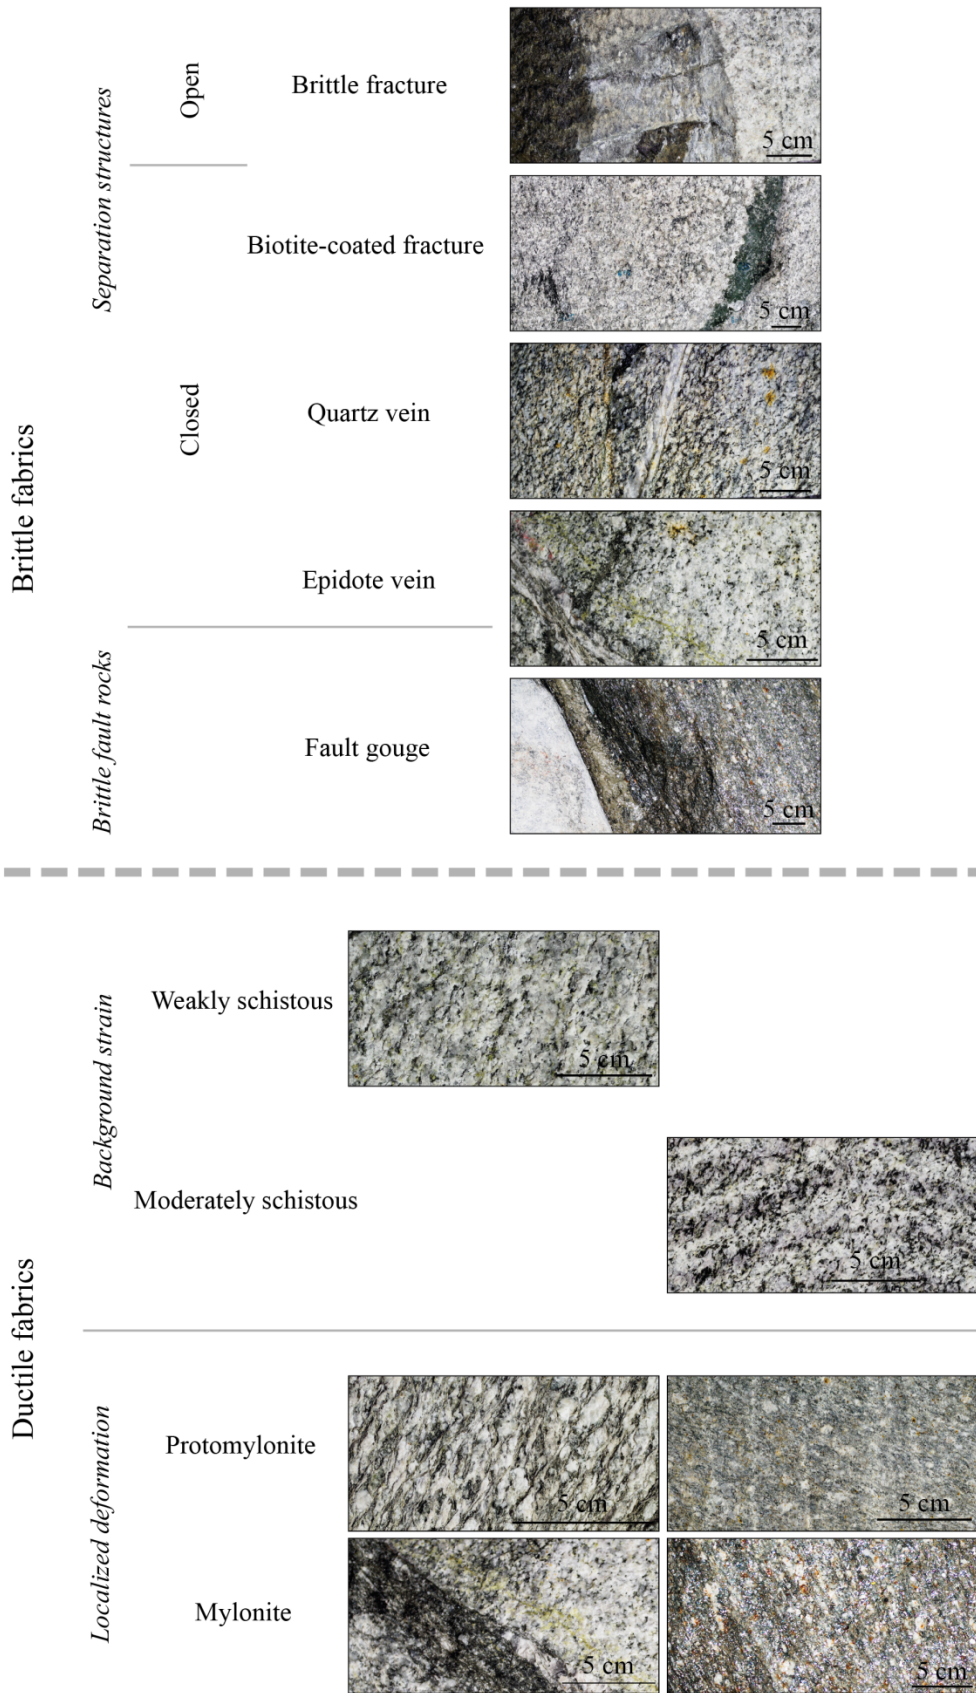 Brittle fabrics
Separation structures
Open
Brittle fracture
5 cm
Biotite-coated fracture
5 cm
Closed
Quartz vein
5 cm
Epidote vein
5 cm
Brittle fault rocks
Fault gouge
5 cm
Ductile fabrics
Background strain
Weakly schistous
5 cm
Moderately schistous
5 cm
Localized deformation
Protomylonite
5 cm
5 cm
Mylonite
5 cm
5 cm